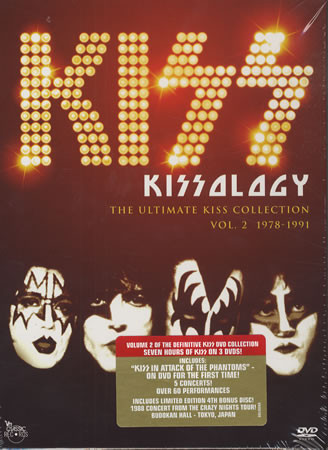 KISS
KISSOLOGY
THE ULTIMATE KISS COLLECTION
VOL. 2 1978-1991
VOLUME 2 OF THE DEFINITIVE KISS DVD COLLECTION
SEVEN HOURS OF KISS ON 3 DVDS!
INCLUDES:
"KISS IN ATTACK OF THE PHANTOMS" -
ON DVD FOR THE FIRST TIME!
5 CONCERTS!
OVER 60 PERFORMANCES
INCLUDES LIMITED EDITION 4TH BONUS DISC!
1988 CONCERT FROM THE CRAZY NIGHTS TOUR!
BUDOKAN HALL - TOKYO, JAPAN
CLASSIC
RECORDS
DVD